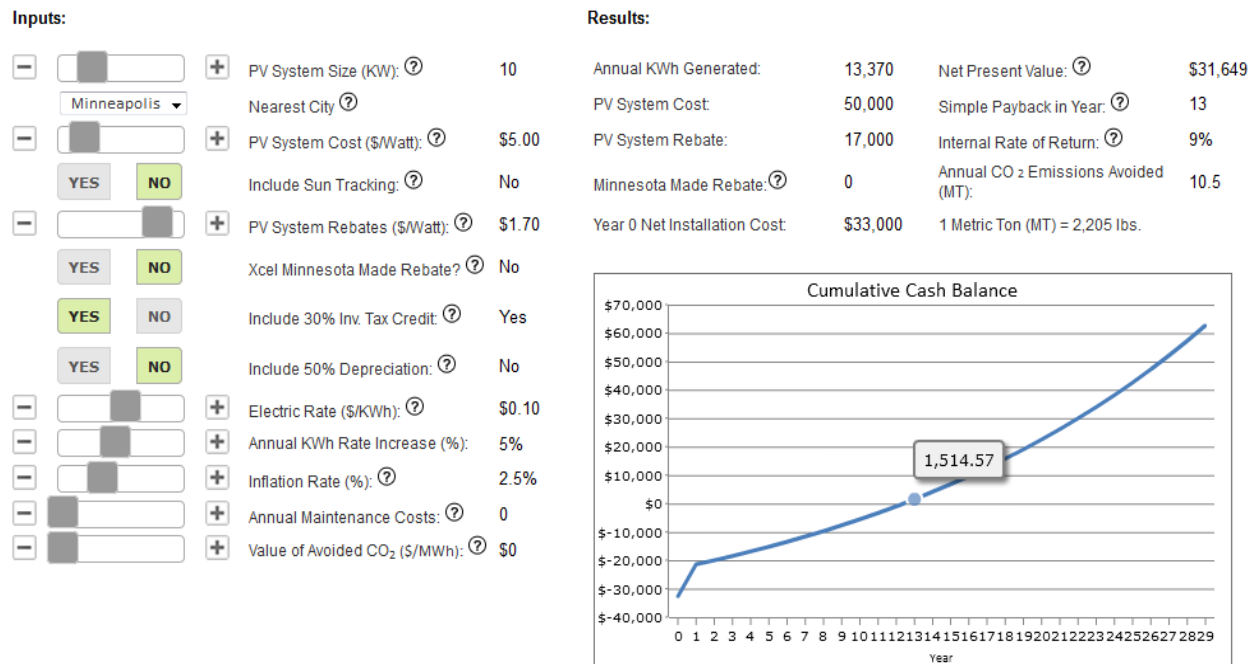 Inputs:
PV System Size (KW): ? 10
Minneapolis Nearest City ?
PV System Cost ($/Watt): ? $5.00
YES NO Include Sun Tracking: ? No
PV System Rebates ($/Watt): ? $1.70
YES NO Xcel Minnesota Made Rebate? ? No
YES NO Include 30% Inv. Tax Credit: ? Yes
YES NO Include 50% Depreciation: ? No
Electric Rate ($/KWh): ? $0.10
Annual KWh Rate Increase (%): 5%
Inflation Rate (%): ? 2.5%
Annual Maintenance Costs: ? 0
Value of Avoided CO₂ ($/MWh): ? $0
Results:
Annual KWh Generated: 13,370 Net Present Value: ? $31,649
PV System Cost: 50,000 Simple Payback in Year: ? 13
PV System Rebate: 17,000 Internal Rate of Return: ? 9%
Minnesota Made Rebate: ? 0 Annual CO ₂ Emissions Avoided
(MT): 10.5
Year 0 Net Installation Cost: $33,000 1 Metric Ton (MT) = 2,205 lbs.
Cumulative Cash Balance
$70,000
$60,000
$50,000
$40,000
$30,000
$20,000
1,514.57
$10,000
$0
$-10,000
$-20,000
$-30,000
$-40,000
0 1 2 3 4 5 6 7 8 9 10 11 12 13 14 15 16 17 18 19 20 21 22 23 24 25 26 27 28 29
Year